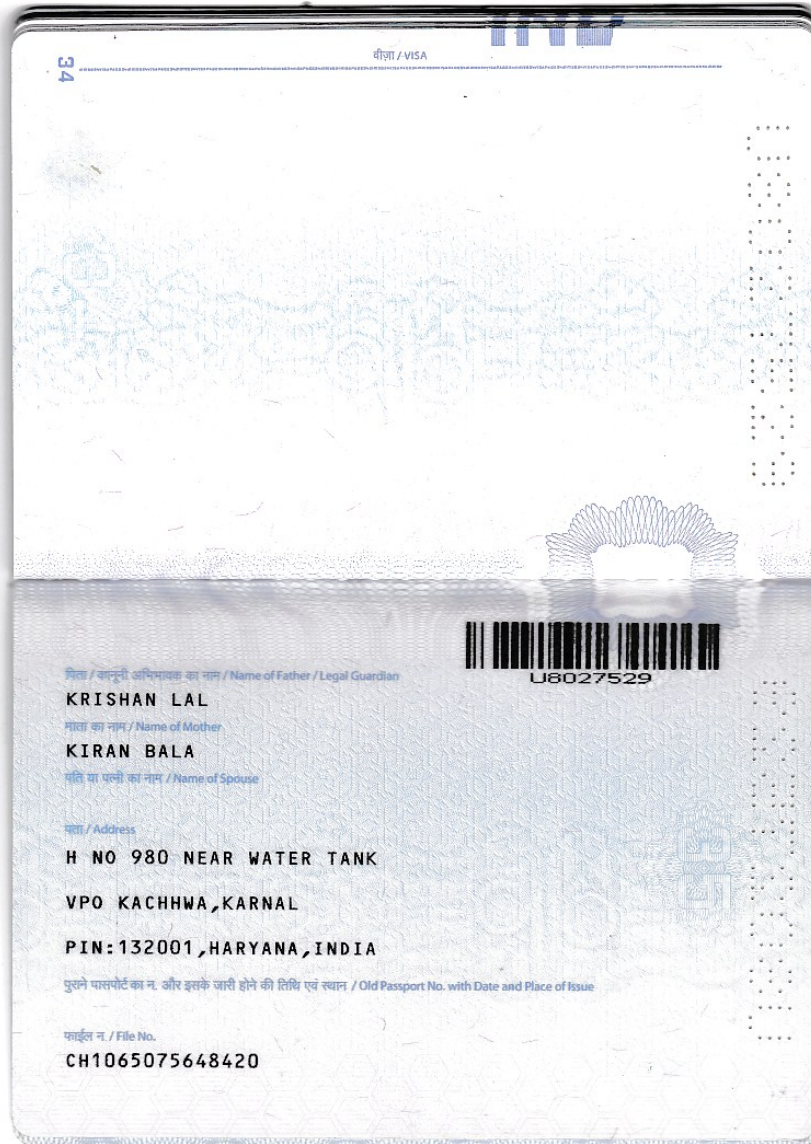 34
वीज़ा / VISA
U8027529
पिता / कानूनी अभिभावक का नाम / Name of Father / Legal Guardian
KRISHAN LAL
माता का नाम / Name of Mother
KIRAN BALA
पति या पत्नी का नाम / Name of Spouse
पता / Address
H NO 980 NEAR WATER TANK
VPO KACHHWA,KARNAL
PIN:132001,HARYANA,INDIA
पुराने पासपोर्ट का न. और इसके जारी होने की तिथि एवं स्थान / Old Passport No. with Date and Place of Issue
फाईल न. / File No.
CH1065075648420